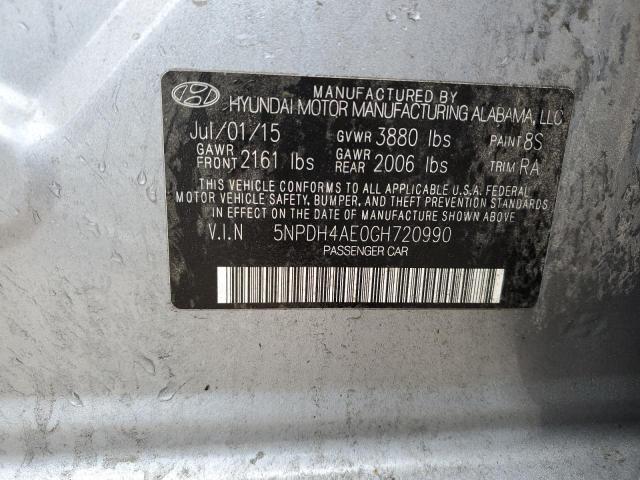 MANUFACTURED BY
HYUNDAI MOTOR MANUFACTURING ALABAMA, LLC
Jul/01/15 GVWR 3880 lbs PAINT 8S
GAWR FRONT 2161 lbs GAWR REAR 2006 lbs TRIM RA
THIS VEHICLE CONFORMS TO ALL APPLICABLE U.S.A. FEDERAL
MOTOR VEHICLE SAFETY, BUMPER, AND THEFT PREVENTION STANDARDS
IN EFFECT ON THE DATE OF MANUFACTURE SHOWN ABOVE.
V.I.N 5NPDH4AE0GH720990
PASSENGER CAR